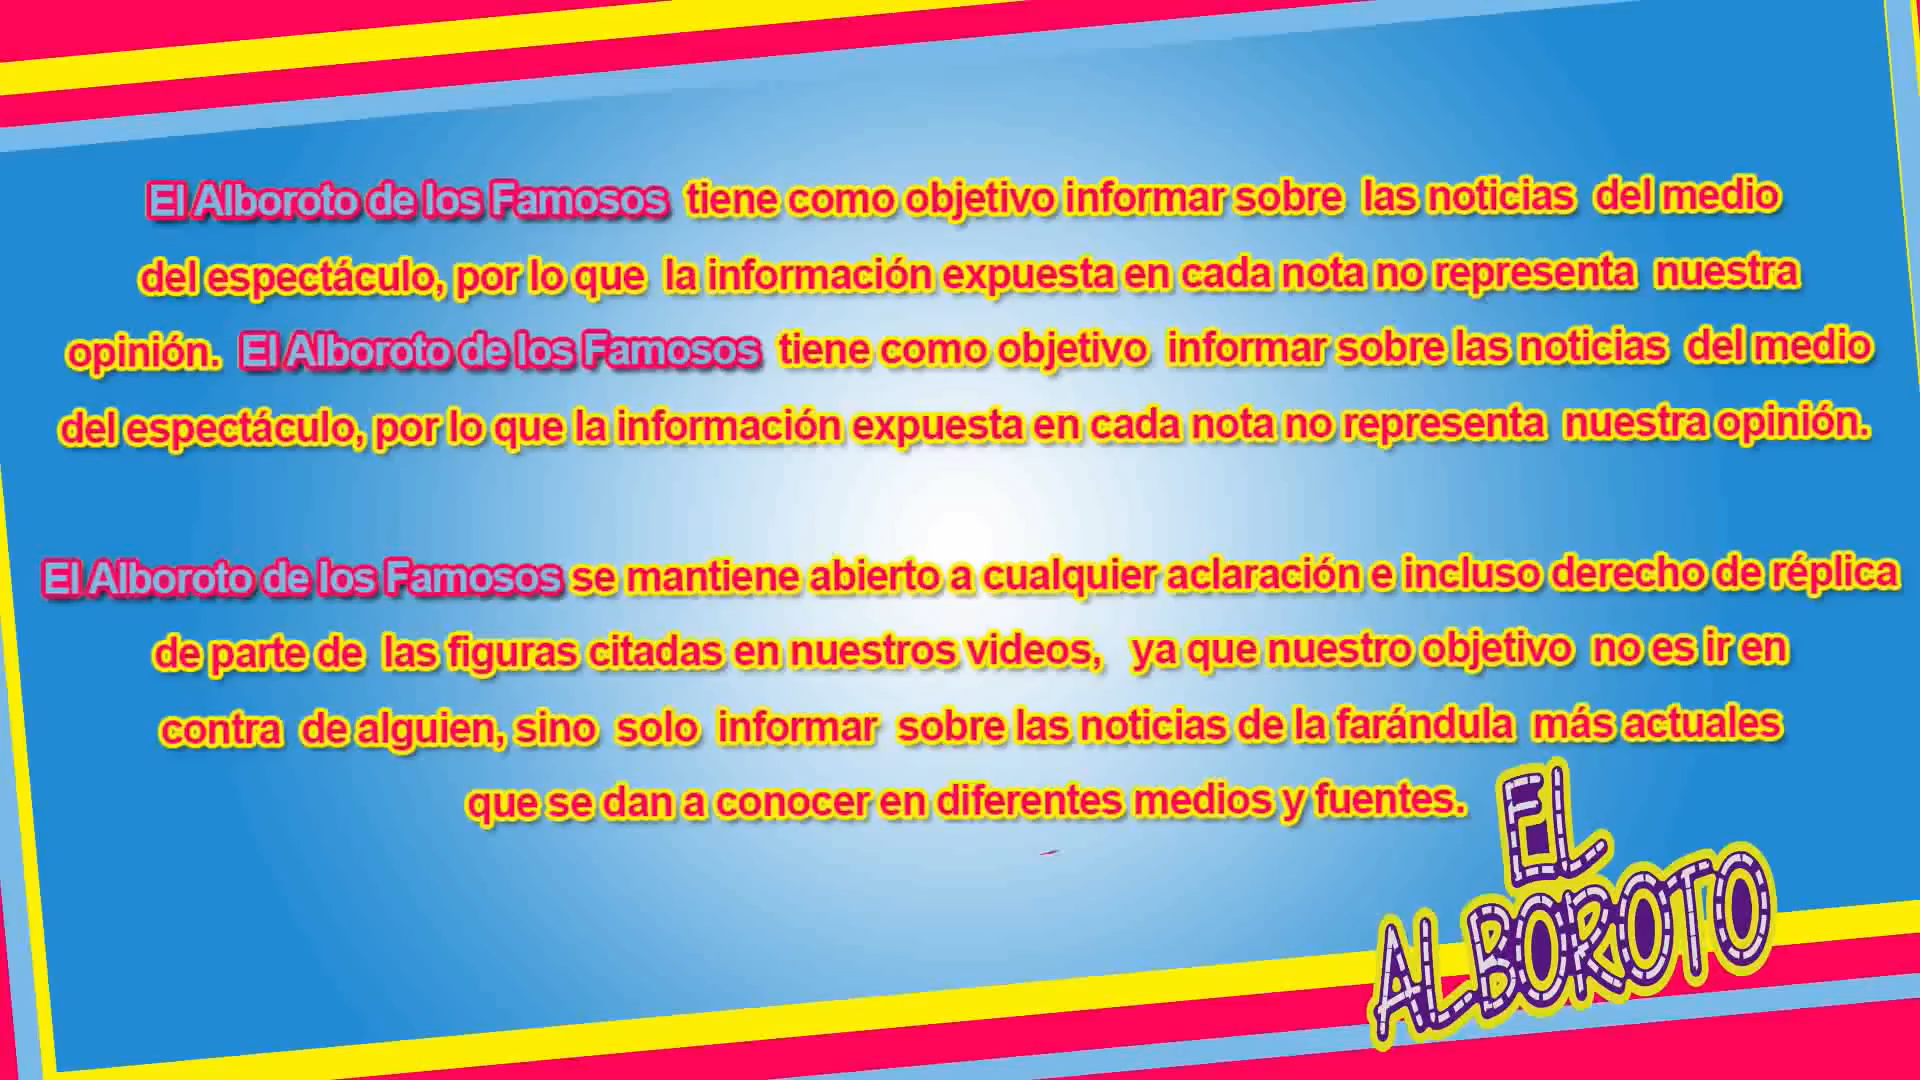 El Alboroto de los Famosos tiene como objetivo informar sobre las noticias del medio
del espectáculo, por lo que la información expuesta en cada nota no representa nuestra
opinión. El Alboroto de los Famosos tiene como objetivo informar sobre las noticias del medio
del espectáculo, por lo que la información expuesta en cada nota no representa nuestra opinión.
El Alboroto de los Famosos se mantiene abierto a cualquier aclaración e incluso derecho de réplica
de parte de las figuras citadas en nuestros videos, ya que nuestro objetivo no es ir en
contra de alguien, sino solo informar sobre las noticias de la farándula más actuales
que se dan a conocer en diferentes medios y fuentes.
EL
ALBOROTO